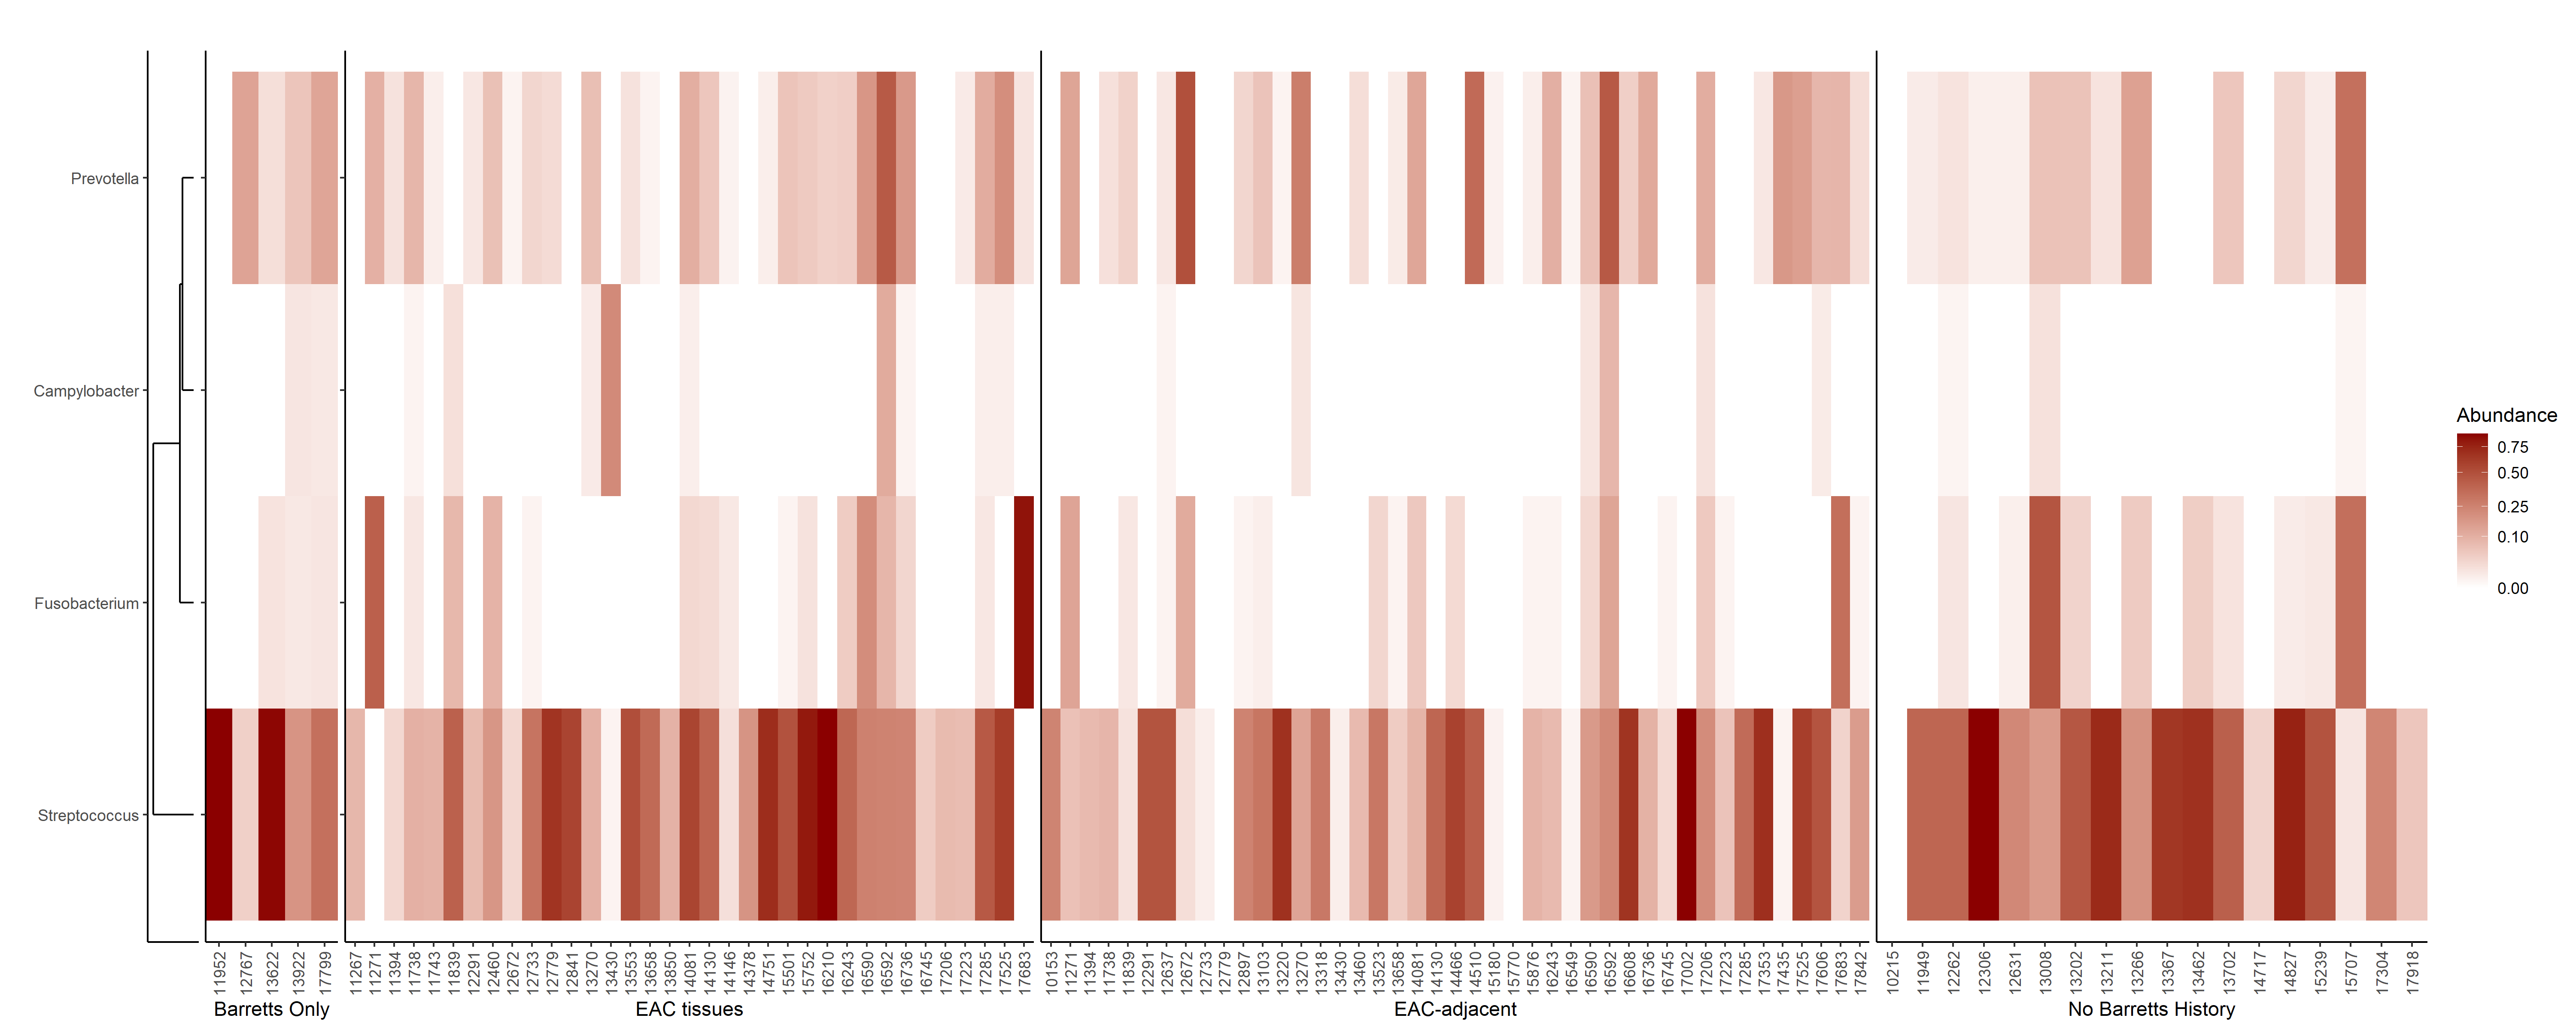 Prevotella
Campylobacter
Fusobacterium
Streptococcus
11952 12767 13622 13922 17799
Barretts Only
11267 11271 11394 11738 11743 11839 12291 12460 12672 12733 12779 12841 13270 13430 13553 13658 13850 14081 14130 14146 14378 14751 15501 15752 16210 16243 16590 16592 16736 16745 17206 17223 17285 17525 17683
EAC tissues
10153 11271 11394 11738 11839 12291 12637 12672 12733 12779 12897 13103 13220 13270 13318 13430 13460 13523 13658 14081 14130 14466 14510 15180 15770 15876 16243 16549 16590 16592 16608 16736 16745 17002 17206 17223 17285 17353 17435 17525 17606 17683 17842
EAC-adjacent
10215 11949 12262 12306 12631 13008 13202 13211 13266 13367 13462 13702 14717 14827 15239 15707 17304 17918
No Barretts History
Abundance
0.75
0.50
0.25
0.10
0.00